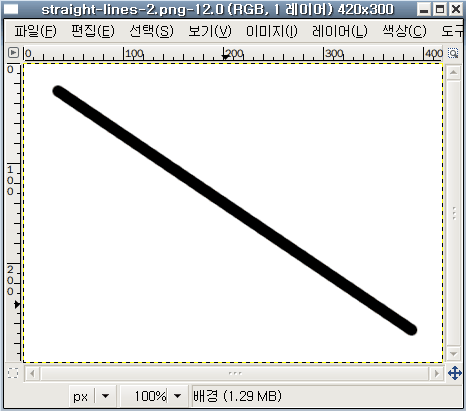 straight-lines-2.png-12.0 (RGB, 1 레이어) 420x300
파일(F) 편집(E) 선택(S) 보기(V) 이미지(I) 레이어(L) 색상(C) 도구
0 100 200 300 400
0
100
200
px 100% 배경 (1.29 MB)